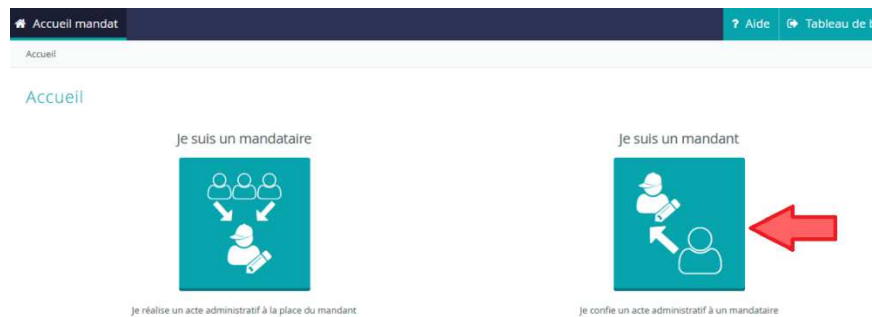 Accueil mandat
? Aide
Tableau de
Accueil
Accueil
Je suis un mandataire
Je suis un mandant
Je réalise un acte administratif à la place du mandant
Je confie un acte administratif à un mandataire